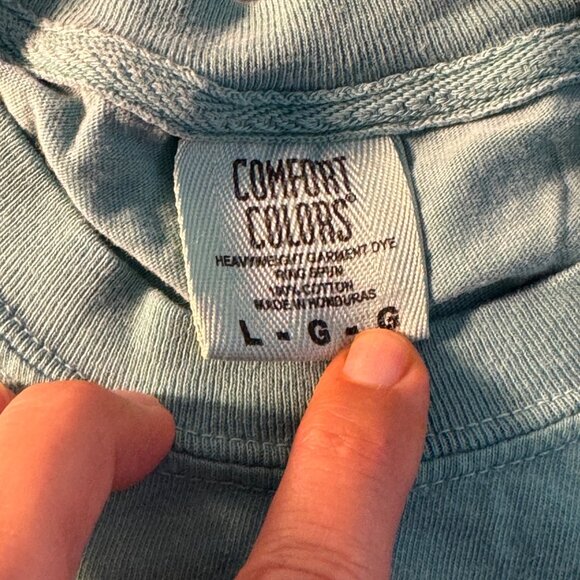 COMFORT
COLORS®
HEAVYWEIGHT GARMENT DYE
RING SPUN
100% COTTON
MADE IN HONDURAS
L - G - G